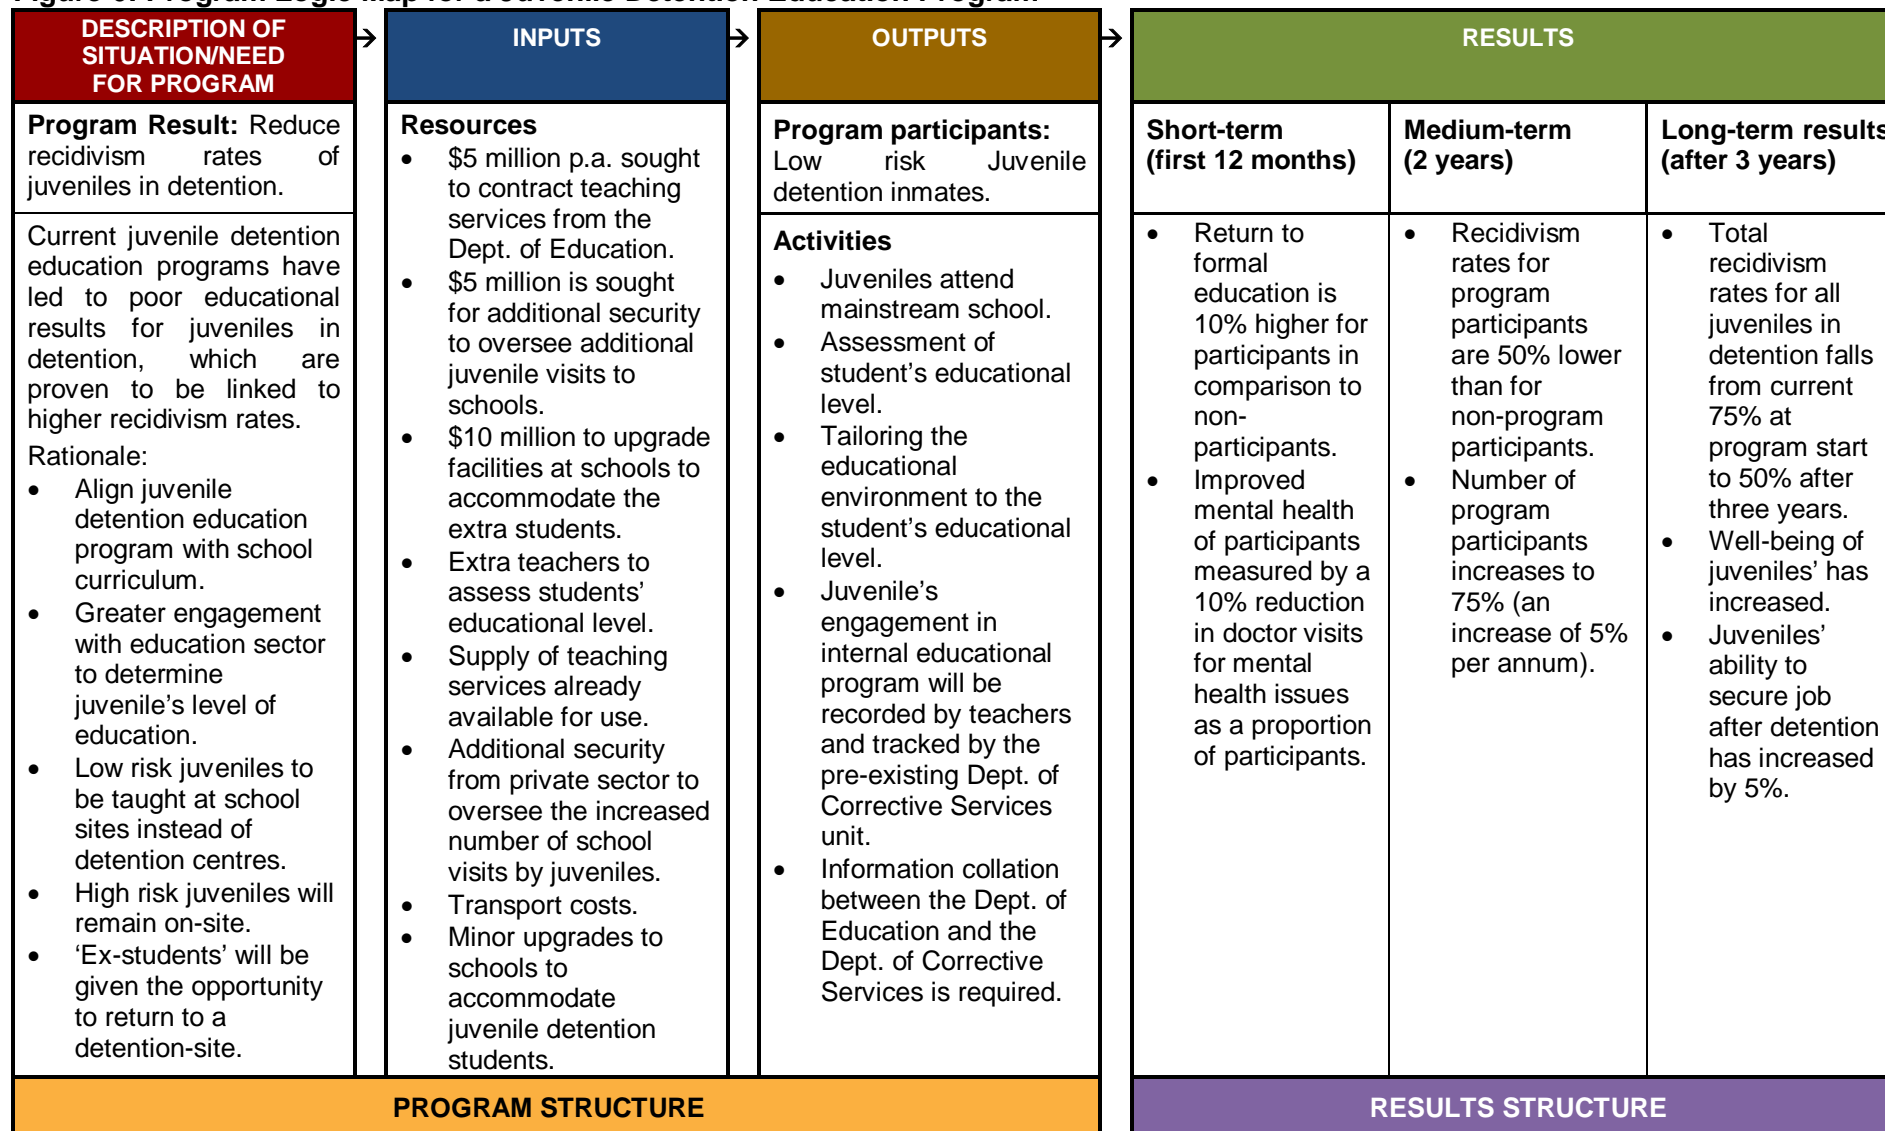 DESCRIPTION OF
SITUATION/NEED
FOR PROGRAM
Program Result: Reduce
recidivism rates of
juveniles in detention.
Current juvenile detention
education programs have
led to poor educational
results for juveniles in
detention, which are
proven to be linked to
higher recidivism rates.
Rationale:
• Align juvenile
detention education
program with school
curriculum.
• Greater engagement
with education sector
to determine
juvenile's level of
education.
• Low risk juveniles to
be taught at school
sites instead of
detention centres.
• High risk juveniles will
remain on-site.
• 'Ex-students' will be
given the opportunity
to return to a
detention-site.
→
INPUTS
Resources
• $5 million p.a. sought
to contract teaching
services from the
Dept. of Education.
• $5 million is sought
for additional security
to oversee additional
juvenile visits to
schools.
• $10 million to upgrade
facilities at schools to
accommodate the
extra students.
• Extra teachers to
assess students'
educational level.
• Supply of teaching
services already
available for use.
• Additional security
from private sector to
oversee the increased
number of school
visits by juveniles.
• Transport costs.
• Minor upgrades to
schools to
accommodate
juvenile detention
students.
→
OUTPUTS
Program participants:
Low risk Juvenile
detention inmates.
Activities
• Juveniles attend
mainstream school.
• Assessment of
student's educational
level.
• Tailoring the
educational
environment to the
student's educational
level.
• Juvenile's
engagement in
internal educational
program will be
recorded by teachers
and tracked by the
pre-existing Dept. of
Corrective Services
unit.
• Information collation
between the Dept. of
Education and the
Dept. of Corrective
Services is required.
→
RESULTS
Short-term
(first 12 months)
• Return to
formal
education is
10% higher for
participants in
comparison to
non-
participants.
• Improved
mental health
of participants
measured by a
10% reduction
in doctor visits
for mental
health issues
as a proportion
of participants.
Medium-term
(2 years)
• Recidivism
rates for
program
participants
are 50% lower
than for
non-program
participants.
• Number of
program
participants
increases to
75% (an
increase of 5%
per annum).
Long-term results
(after 3 years)
• Total
recidivism
rates for all
juveniles in
detention falls
from current
75% at
program start
to 50% after
three years.
• Well-being of
juveniles' has
increased.
• Juveniles'
ability to
secure job
after detention
has increased
by 5%.
PROGRAM STRUCTURE
RESULTS STRUCTURE